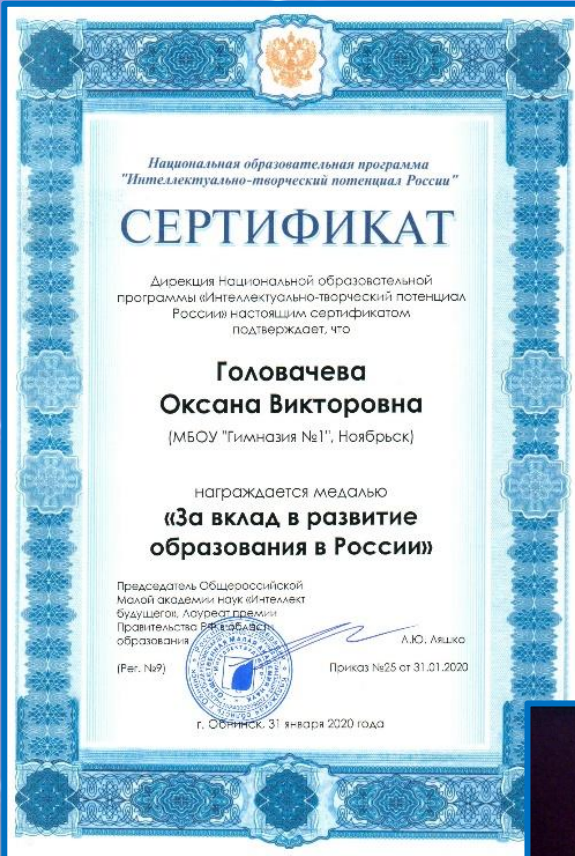 Национальная образовательная программа
"Интеллектуально-творческий потенциал России"
СЕРТИФИКАТ
Дирекция Национальной образовательной
программы «Интеллектуально-творческий потенциал
России» настоящим сертификатом
подтверждает, что
Головачева
Оксана Викторовна
(МБОУ "Гимназия №1", Ноябрьск)
награждается медалью
«За вклад в развитие
образования в России»
Председатель Общероссийской
Малой академии наук «Интеллект
будущего», Лауреат премии
Правительства РФ в области
образования
А.Ю. Ляшко
(Рег. №9)
Приказ №25 от 31.01.2020
г. Обнинск, 31 января 2020 года